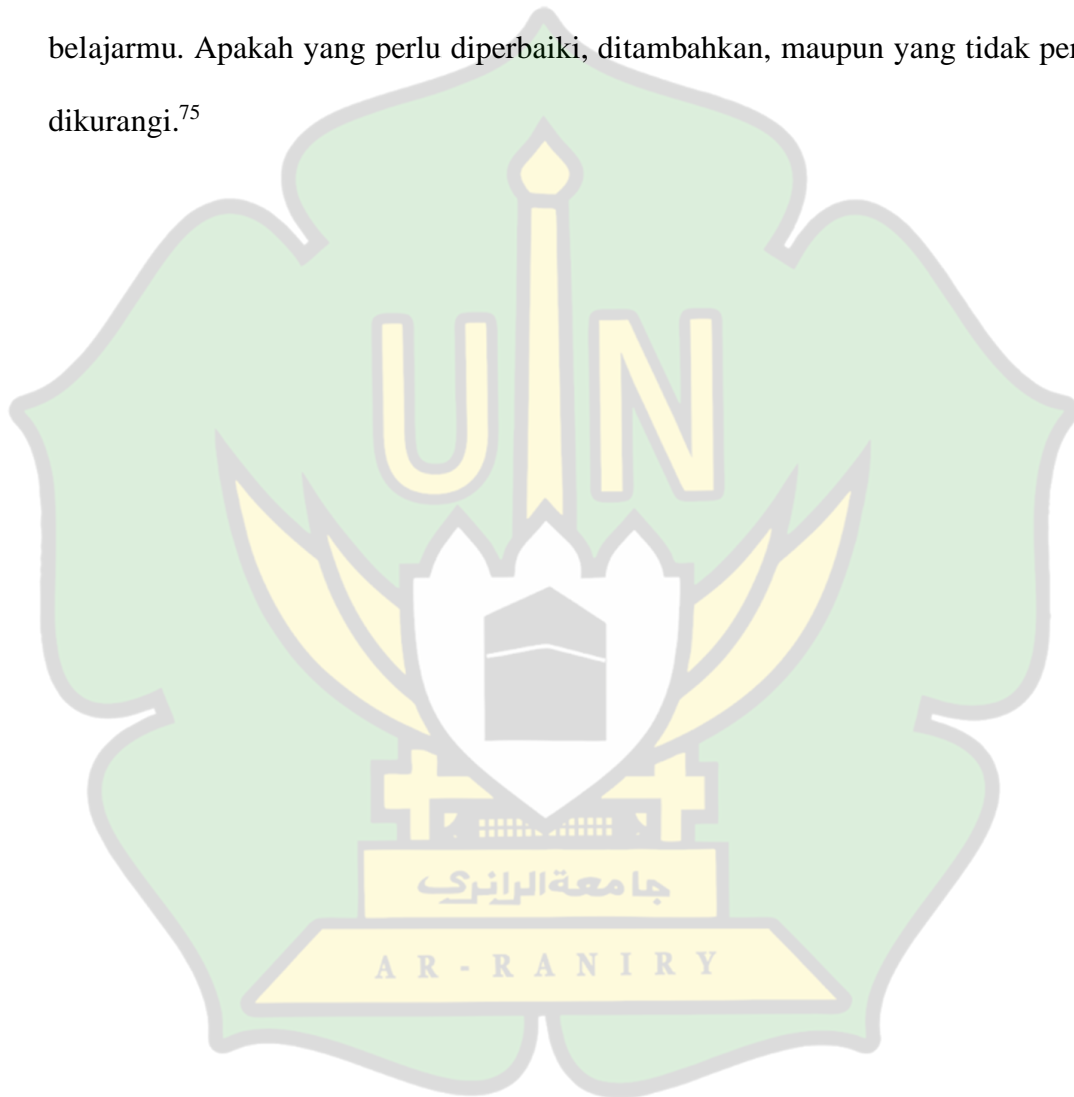 belajarmu. Apakah yang perlu diperbaiki, ditambahkan, maupun yang tidak per
dikurangi.75
UIN
جامعةالرانري
AR-RANIRY